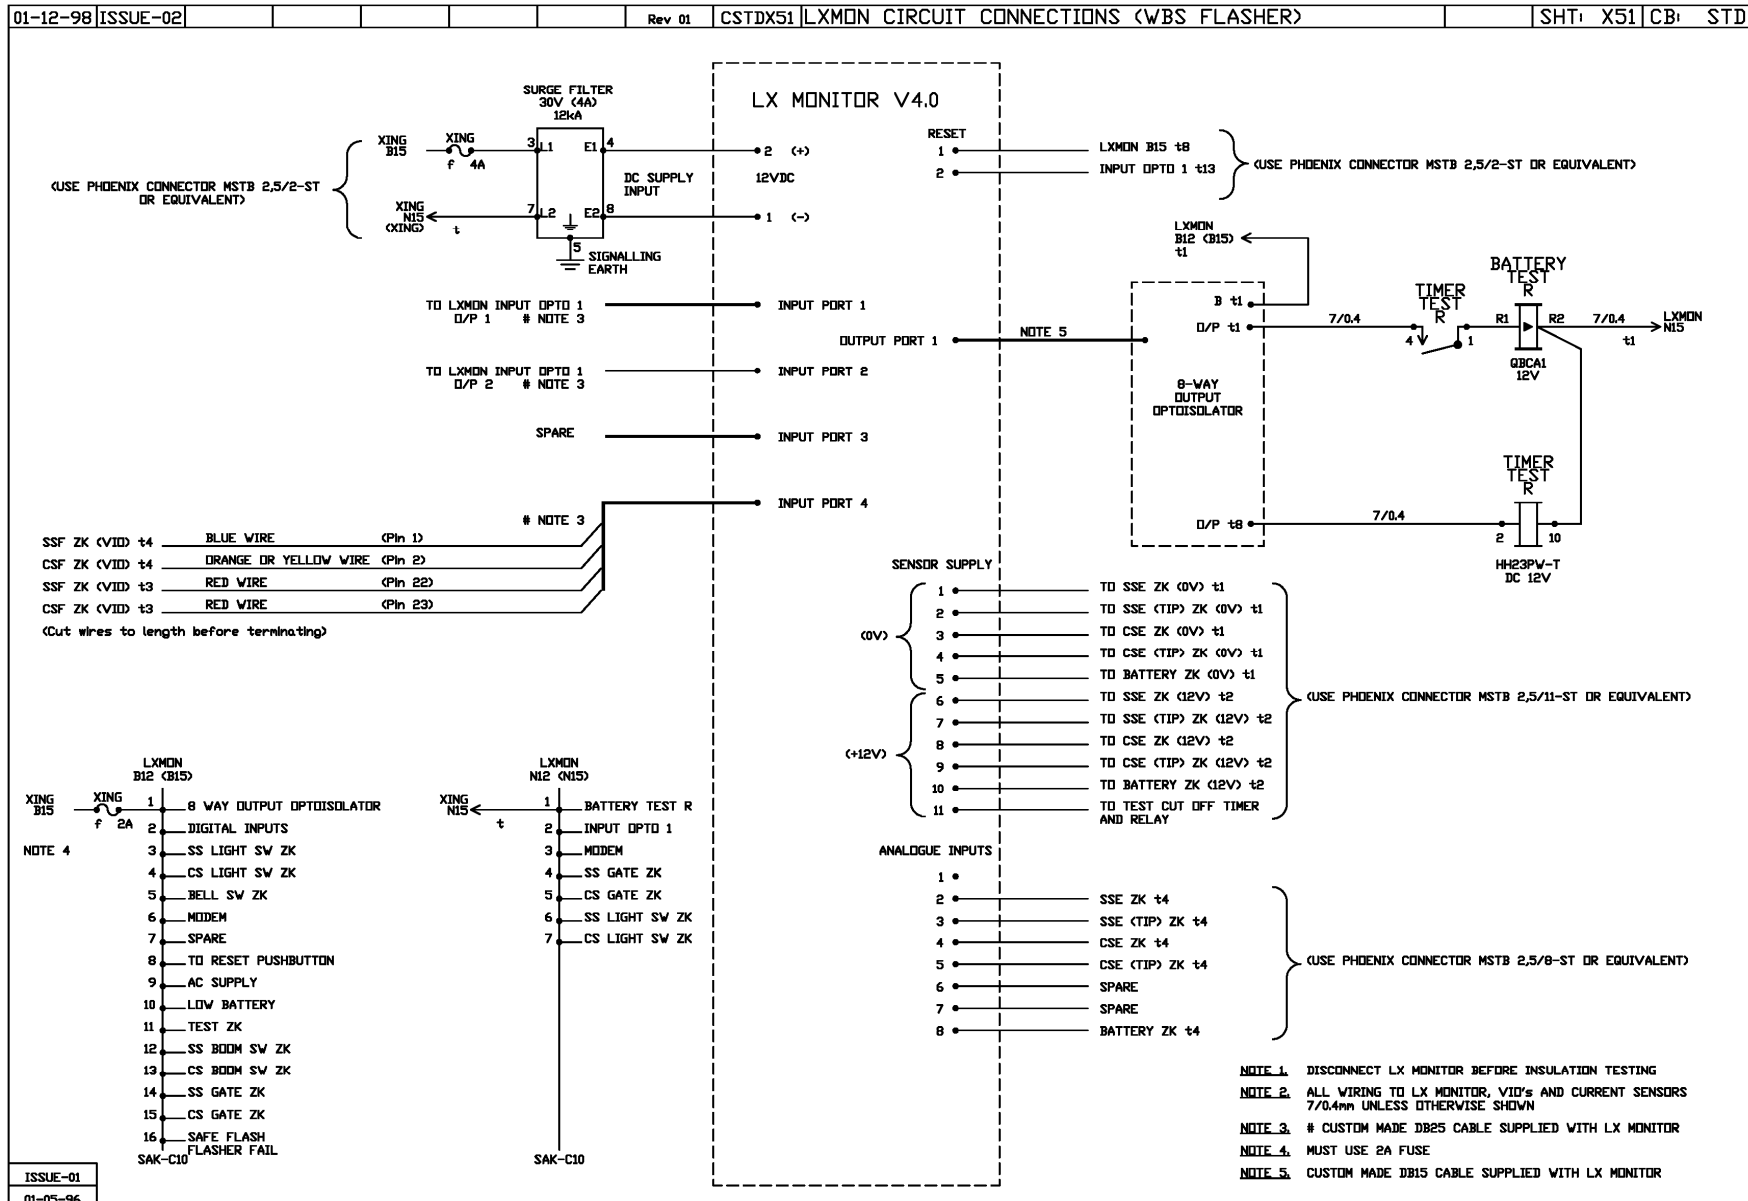 01-12-98 ISSUE-02 Rev 01 CSTDX51 LXMON CIRCUIT CONNECTIONS (WBS FLASHER) SHT: X51 CB: STD
LX MONITOR V4.0
SURGE FILTER
30V (4A)
12kA
XING
B15
XING
f 4A
3 L1 E1 4
7 L2 E2 8
5
DC SUPPLY
INPUT
2 (+)
12VDC
1 (-)
(USE PHOENIX CONNECTOR MSTB 2,5/2-ST
OR EQUIVALENT)
XING
N15
(XING)
t
SIGNALLING
EARTH
RESET
1 LXMON B15 t8
2 INPUT OPTO 1 t13
(USE PHOENIX CONNECTOR MSTB 2,5/2-ST OR EQUIVALENT)
TO LXMON INPUT OPTO 1
O/P 1 # NOTE 3
INPUT PORT 1
OUTPUT PORT 1
NOTE 5
TO LXMON INPUT OPTO 1
O/P 2 # NOTE 3
INPUT PORT 2
SPARE
INPUT PORT 3
INPUT PORT 4
# NOTE 3
SSF ZK (VIO) t4 BLUE WIRE (Pin 1)
CSF ZK (VIO) t4 ORANGE OR YELLOW WIRE (Pin 2)
SSF ZK (VIO) t3 RED WIRE (Pin 22)
CSF ZK (VIO) t3 RED WIRE (Pin 23)
(Cut wires to length before terminating)
LXMON
B12 (B15)
t1
B t1
O/P t1
8-WAY
OUTPUT
OPTOISOLATOR
O/P t8
7/0.4
TIMER
TEST
R
4 1
BATTERY
TEST
R
R1 R2
QBCA1
12V
7/0.4
t1
LXMON
N15
7/0.4
TIMER
TEST
R
2 10
HH23PW-T
DC 12V
SENSOR SUPPLY
(0V)
1 TO SSE ZK (0V) t1
2 TO SSE (TIP) ZK (0V) t1
3 TO CSE ZK (0V) t1
4 TO CSE (TIP) ZK (0V) t1
5 TO BATTERY ZK (0V) t1
(+12V)
6 TO SSE ZK (12V) t2
7 TO SSE (TIP) ZK (12V) t2
8 TO CSE ZK (12V) t2
9 TO CSE (TIP) ZK (12V) t2
10 TO BATTERY ZK (12V) t2
11 TO TEST CUT OFF TIMER
AND RELAY
(USE PHOENIX CONNECTOR MSTB 2,5/11-ST OR EQUIVALENT)
ANALOGUE INPUTS
1
2 SSE ZK t4
3 SSE (TIP) ZK t4
4 CSE ZK t4
5 CSE (TIP) ZK t4
6 SPARE
7 SPARE
8 BATTERY ZK t4
(USE PHOENIX CONNECTOR MSTB 2,5/8-ST OR EQUIVALENT)
LXMON
B12 (B15)
XING
B15
XING
f 2A
NOTE 4
1 8 WAY OUTPUT OPTOISOLATOR
2 DIGITAL INPUTS
3 SS LIGHT SW ZK
4 CS LIGHT SW ZK
5 BELL SW ZK
6 MODEM
7 SPARE
8 TO RESET PUSHBUTTON
9 AC SUPPLY
10 LOW BATTERY
11 TEST ZK
12 SS BOOM SW ZK
13 CS BOOM SW ZK
14 SS GATE ZK
15 CS GATE ZK
16 SAFE FLASH
FLASHER FAIL
SAK-C10
LXMON
N12 (N15)
XING
N15
t
1 BATTERY TEST R
2 INPUT OPTO 1
3 MODEM
4 SS GATE ZK
5 CS GATE ZK
6 SS LIGHT SW ZK
7 CS LIGHT SW ZK
SAK-C10
NOTE 1. DISCONNECT LX MONITOR BEFORE INSULATION TESTING
NOTE 2. ALL WIRING TO LX MONITOR, VIO's AND CURRENT SENSORS
7/0.4mm UNLESS OTHERWISE SHOWN
NOTE 3. # CUSTOM MADE DB25 CABLE SUPPLIED WITH LX MONITOR
NOTE 4. MUST USE 2A FUSE
NOTE 5. CUSTOM MADE DB15 CABLE SUPPLIED WITH LX MONITOR
ISSUE-01
01-05-96